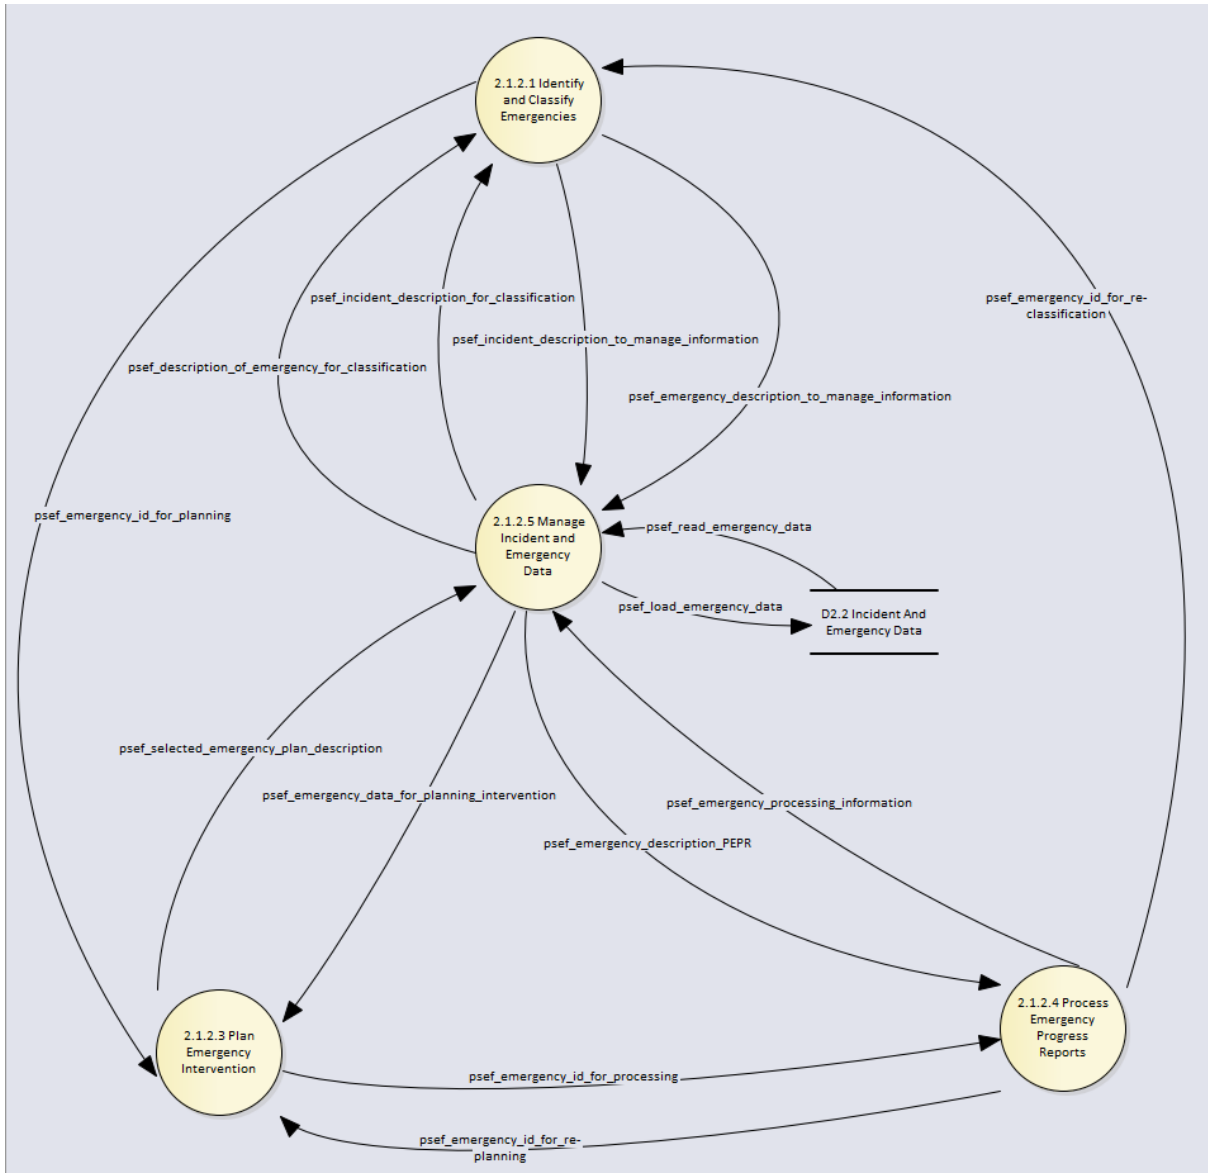 2.1.2.1 Identify
and Classify
Emergencies
psef_incident_description_for_classification
psef_emergency_id_for_re-
classification
psef_incident_description_to_manage_information
psef_description_of_emergency_for_classification
psef_emergency_description_to_manage_information
psef_emergency_id_for_planning
2.1.2.5 Manage
Incident and
Emergency
Data
psef_read_emergency_data
psef_load_emergency_data
D2.2 Incident And
Emergency Data
psef_selected_emergency_plan_description
psef_emergency_data_for_planning_intervention
psef_emergency_processing_information
psef_emergency_description_PEPR
2.1.2.3 Plan
Emergency
Intervention
2.1.2.4 Process
Emergency
Progress
Reports
psef_emergency_id_for_processing
psef_emergency_id_for_re-
planning